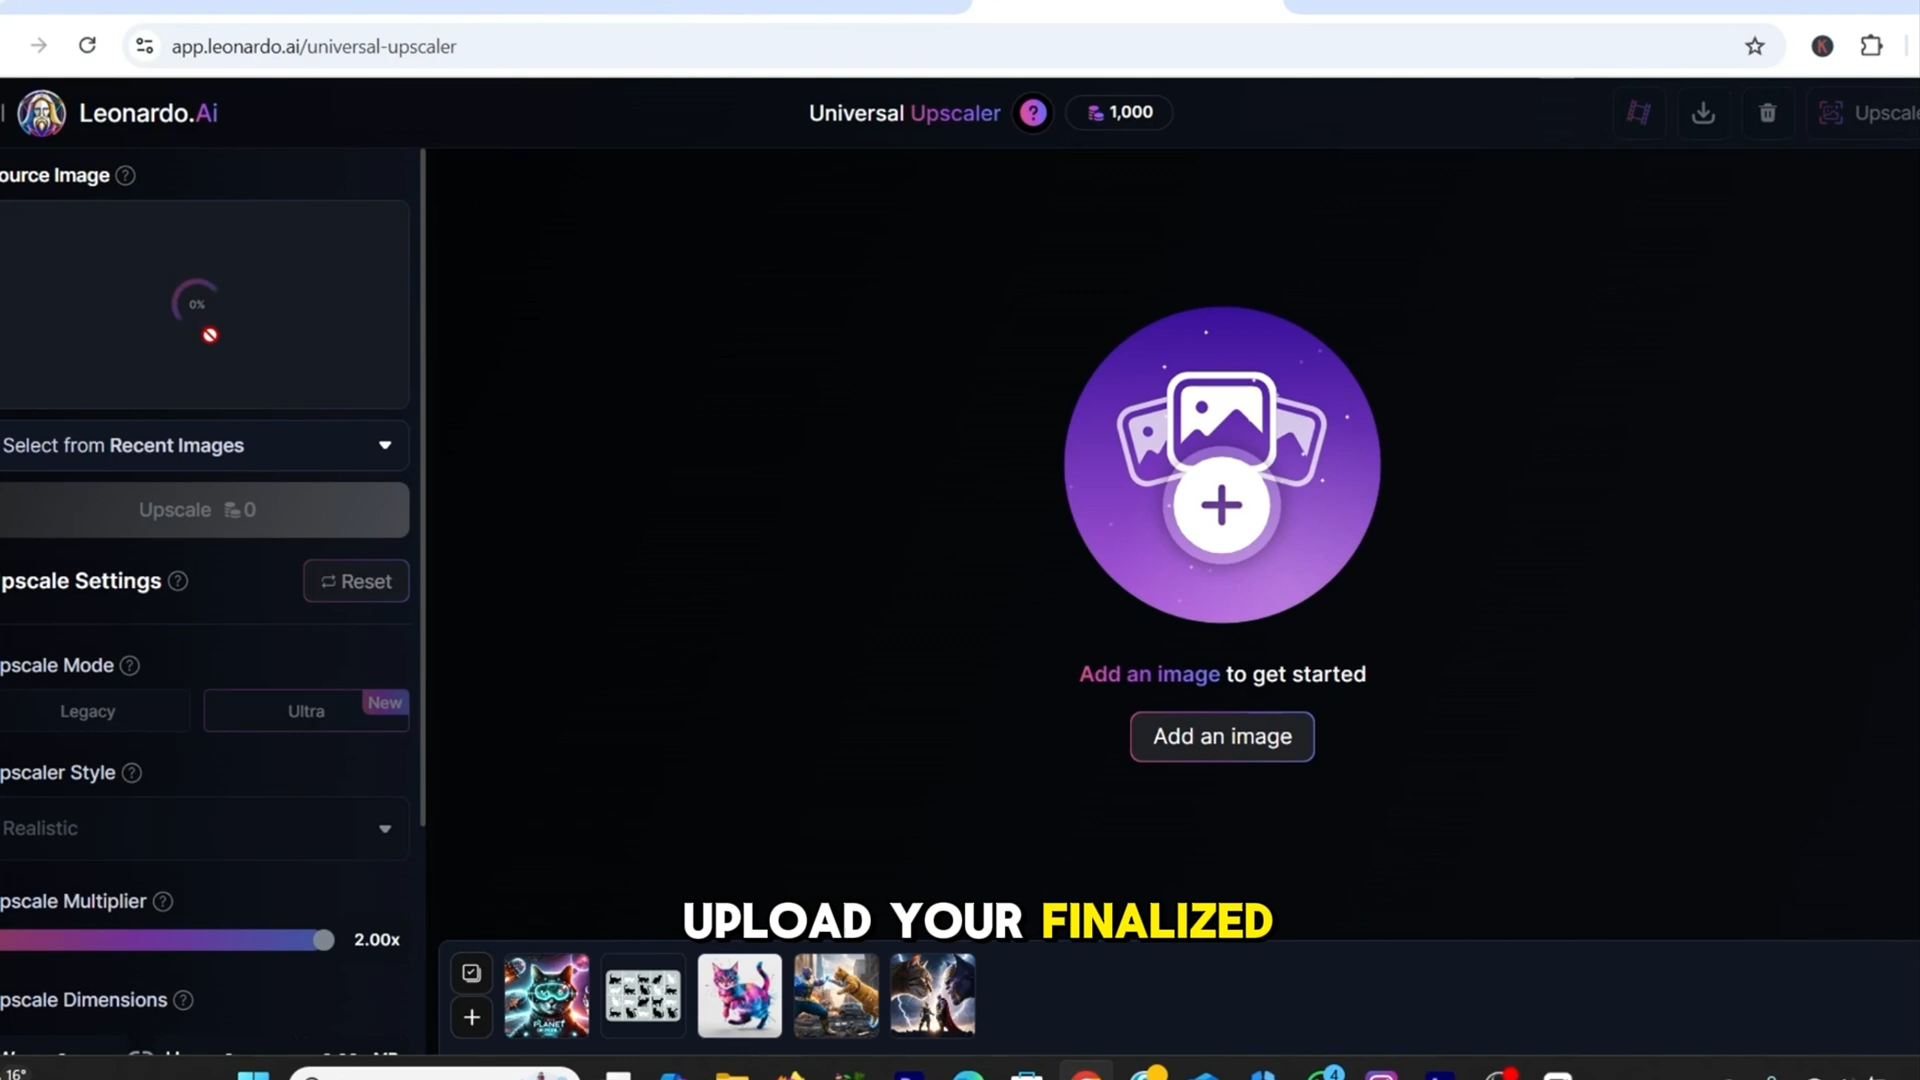 app.leonardo.ai/universal-upscaler
Leonardo.Ai
Universal Upscaler
?
1,000
Upscale
ource Image ?
0%
Select from Recent Images
Upscale 0
pscale Settings ?
Reset
pscale Mode ?
Legacy
Ultra
New
pscaler Style ?
Realistic
pscale Multiplier ?
2.00x
pscale Dimensions ?
Add an image to get started
Add an image
UPLOAD YOUR FINALIZED
PLANET
16°
4
K